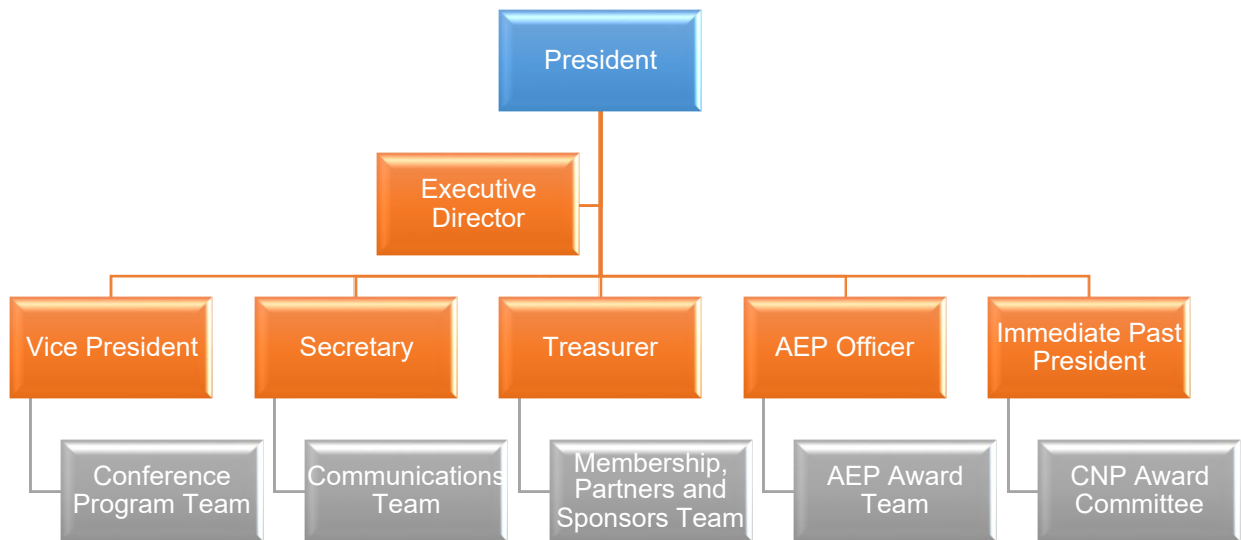 President
Executive
Director
Vice President
Secretary
Treasurer
AEP Officer
Immediate Past
President
Conference
Program Team
Communications
Team
Membership,
Partners and
Sponsors Team
AEP Award
Team
CNP Award
Committee